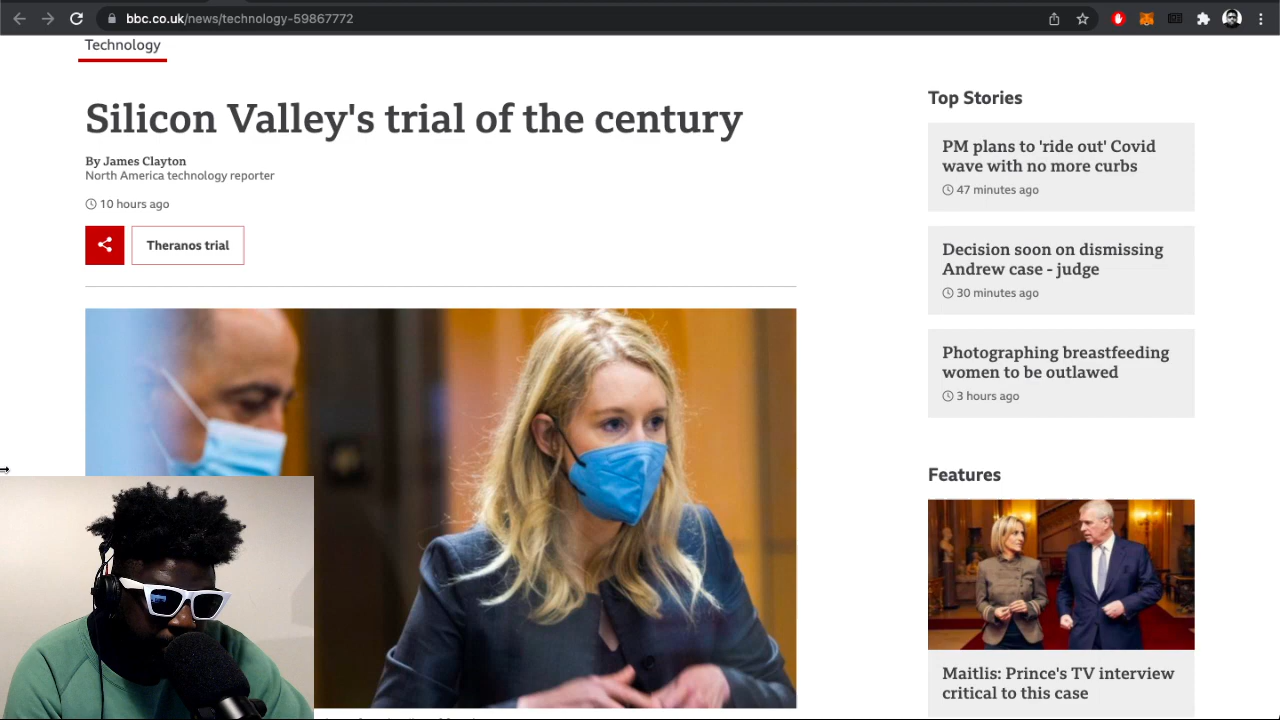 bbc.co.uk/news/technology-59867772
Technology
Silicon Valley's trial of the century
By James Clayton
North America technology reporter
10 hours ago
Theranos trial
Top Stories
PM plans to 'ride out' Covid
wave with no more curbs
47 minutes ago
Decision soon on dismissing
Andrew case - judge
30 minutes ago
Photographing breastfeeding
women to be outlawed
3 hours ago
Features
Maitlis: Prince's TV interview
critical to this case